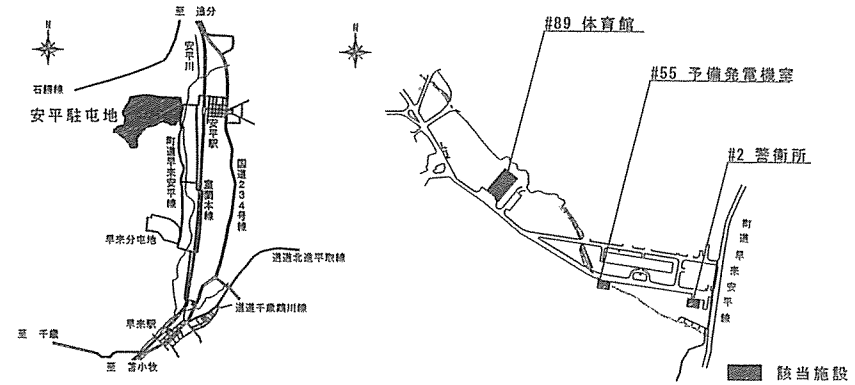 至 追分
N
安平川
石勝線
安平駐屯地
安平駅
町道早来安平線
室蘭本線
国道234号線
早来分屯地
道道北進平取線
早来駅
道道千歳鵡川線
至 千歳
至 苫小牧
N
#89 体育館
#55 予備発電機室
#2 警衛所
町道早来安平線
該当施設